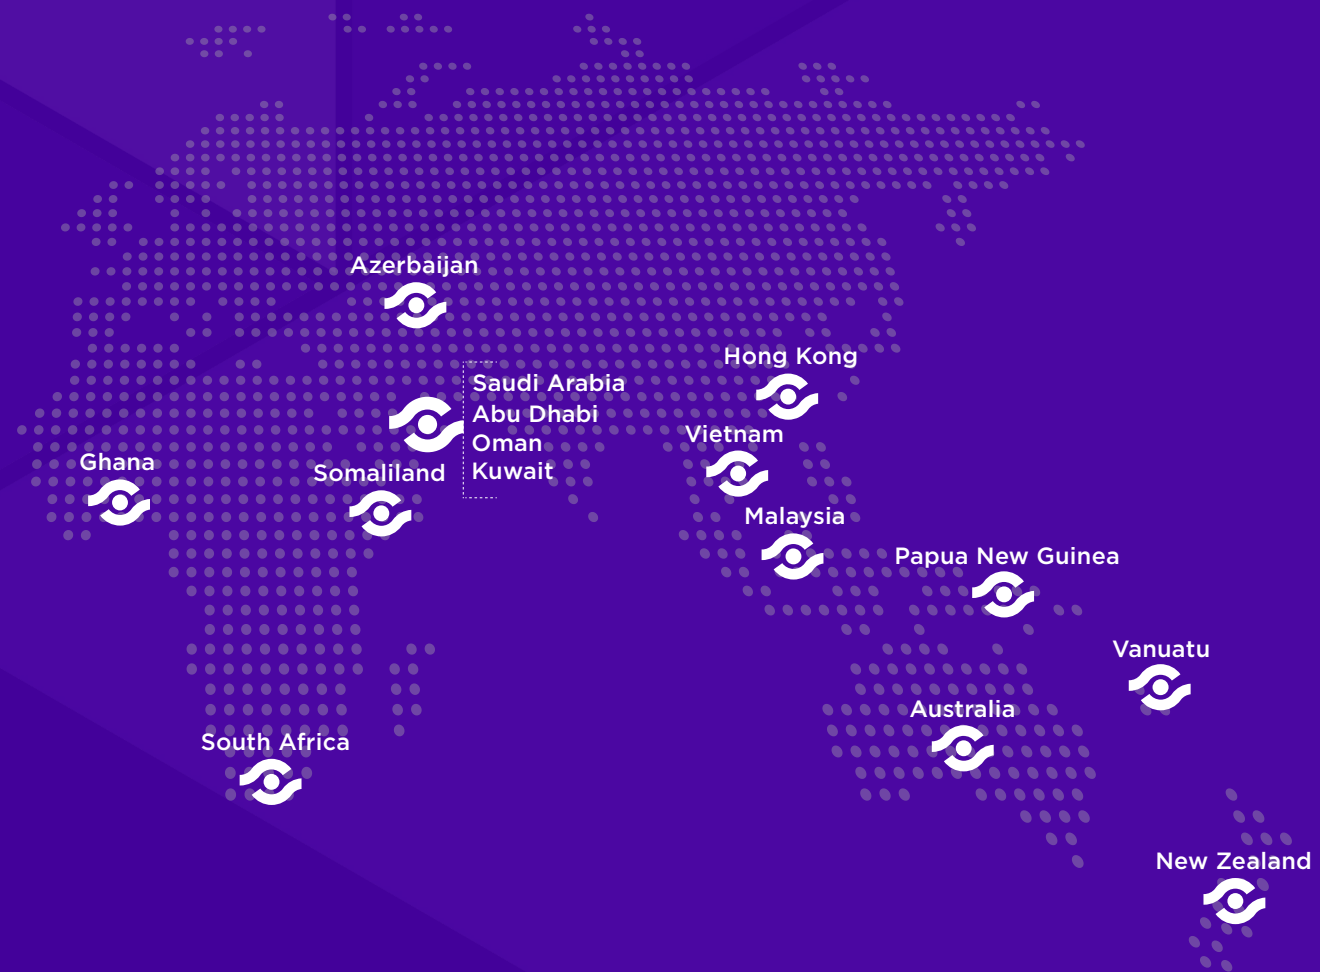 Azerbaijan
Hong Kong
Saudi Arabia
Abu Dhabi
Oman
Kuwait
Vietnam
Ghana
Somaliland
Malaysia
Papua New Guinea
Vanuatu
Australia
South Africa
New Zealand